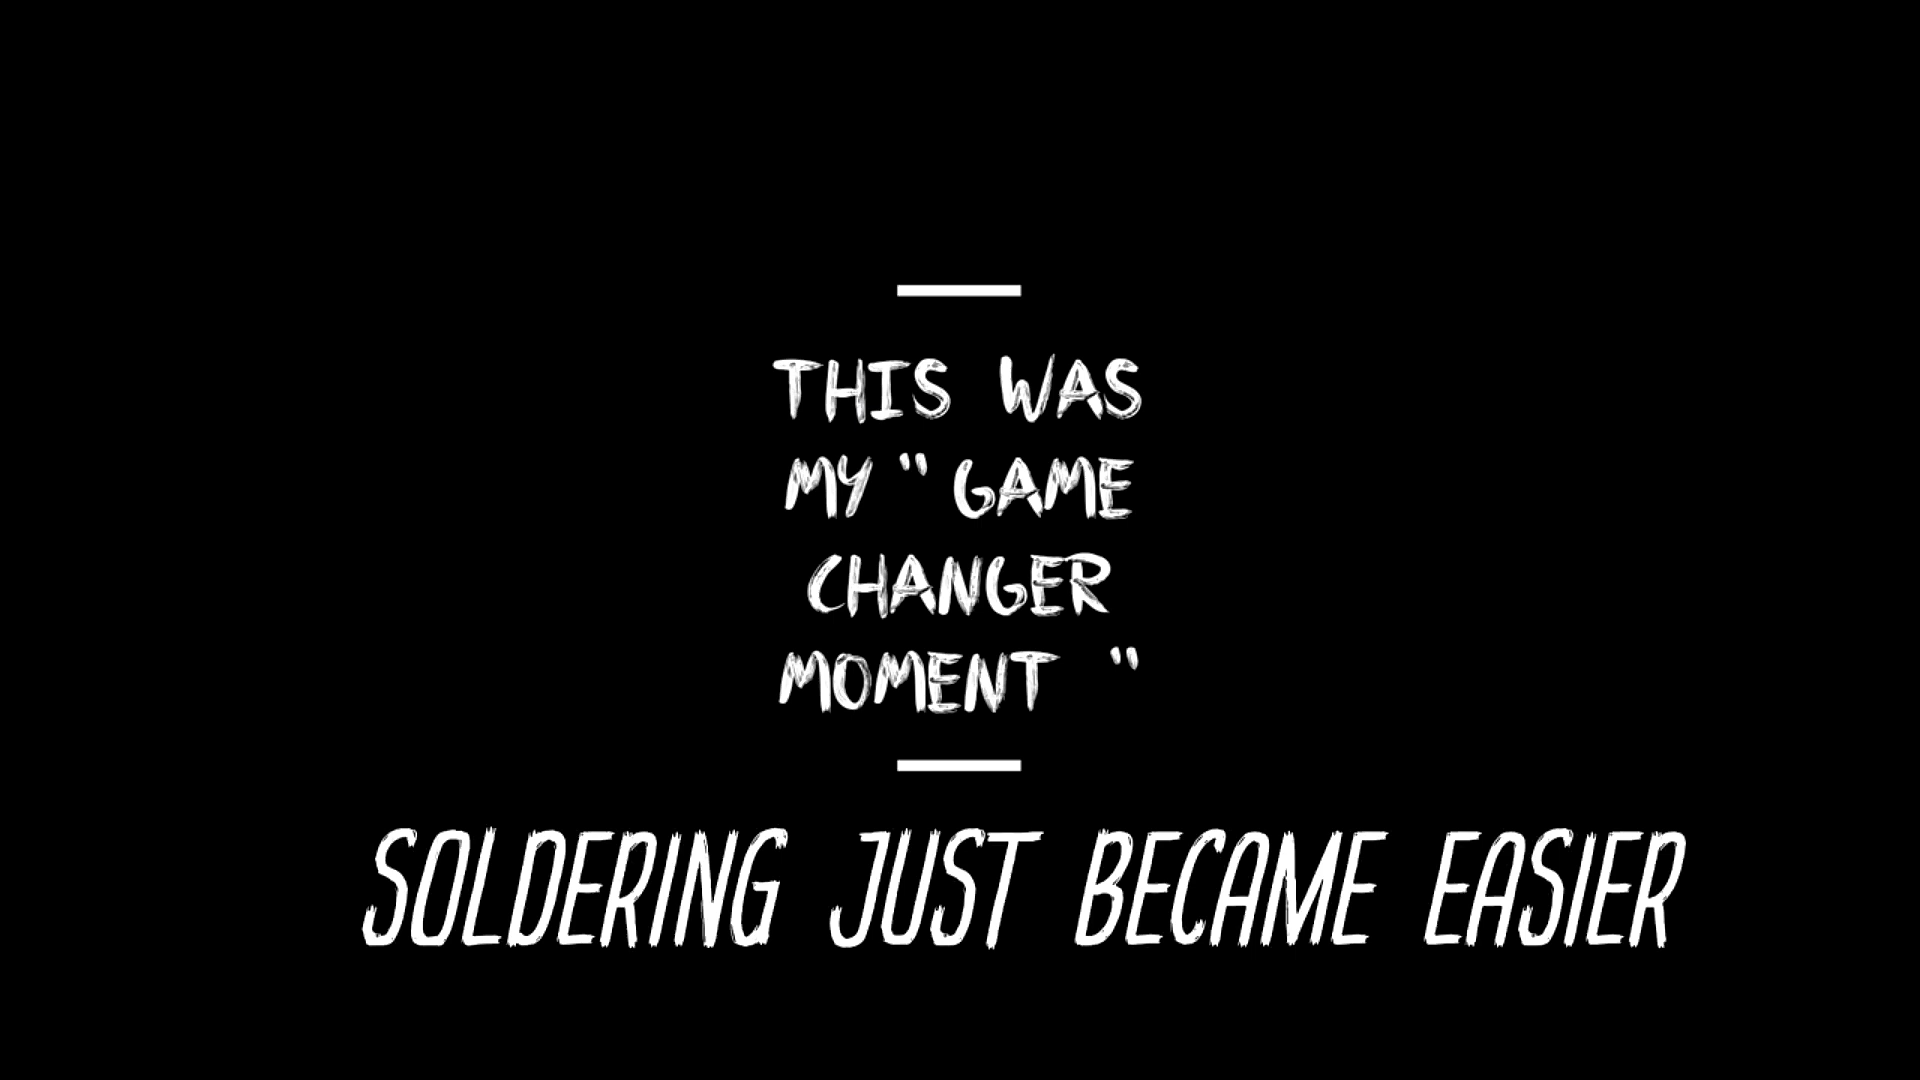 THIS WAS
MY "GAME
CHANGER
MOMENT "
SOLDERING JUST BECAME EASIER